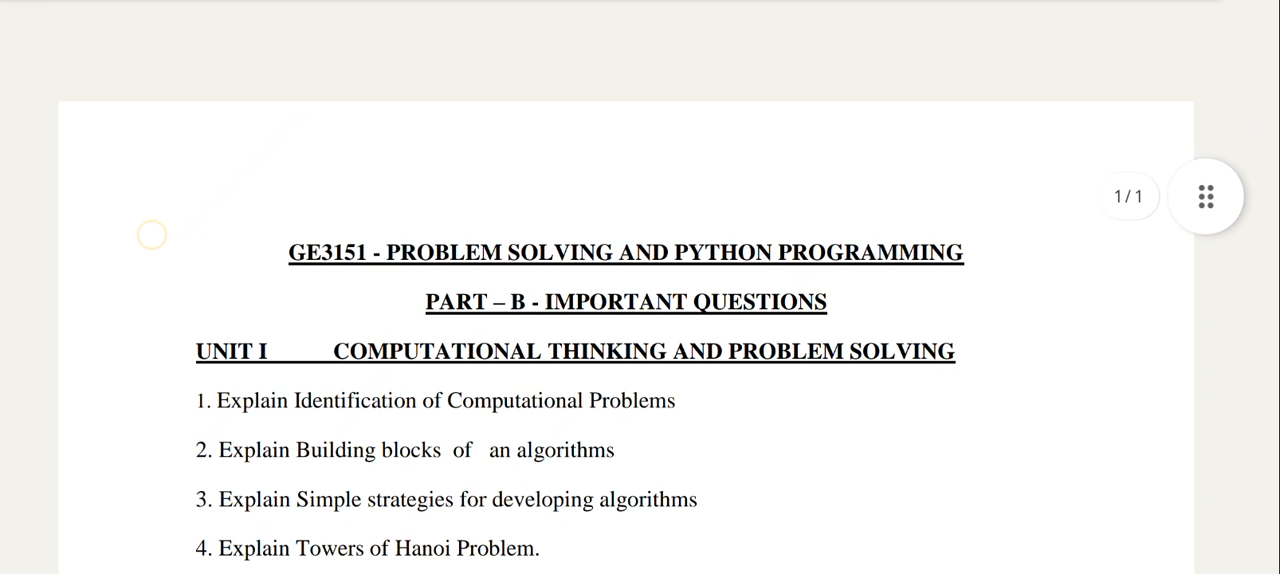 1 / 1
GE3151 - PROBLEM SOLVING AND PYTHON PROGRAMMING
PART – B - IMPORTANT QUESTIONS
UNIT I COMPUTATIONAL THINKING AND PROBLEM SOLVING
1. Explain Identification of Computational Problems
2. Explain Building blocks of an algorithms
3. Explain Simple strategies for developing algorithms
4. Explain Towers of Hanoi Problem.